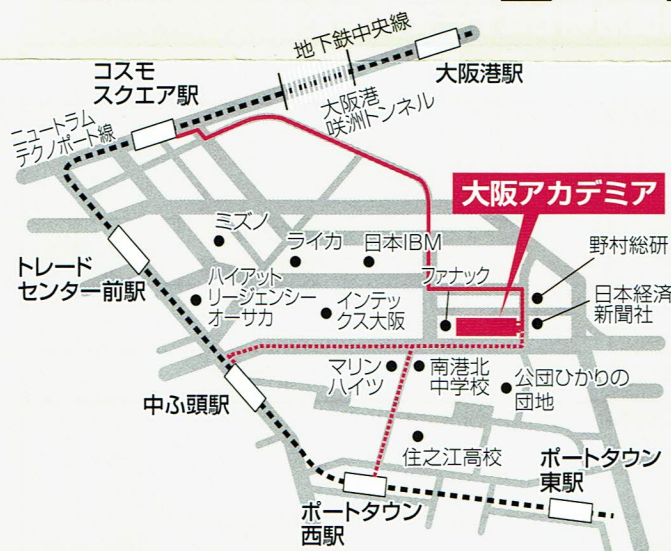 地下鉄中央線
コスモ
スクエア駅
大阪港駅
大阪港
咲洲トンネル
ニュートラム
テクノポート線
大阪アカデミア
ミズノ
ライカ
日本IBM
野村総研
トレード
センター前駅
ハイアット
リージェンシー
オーサカ
ファナック
インテッ
クス大阪
日本経済
新聞社
マリン
ハイツ
南港北
中学校
公団ひかりの
団地
中ふ頭駅
住之江高校
ポートタウン
東駅
ポートタウン
西駅